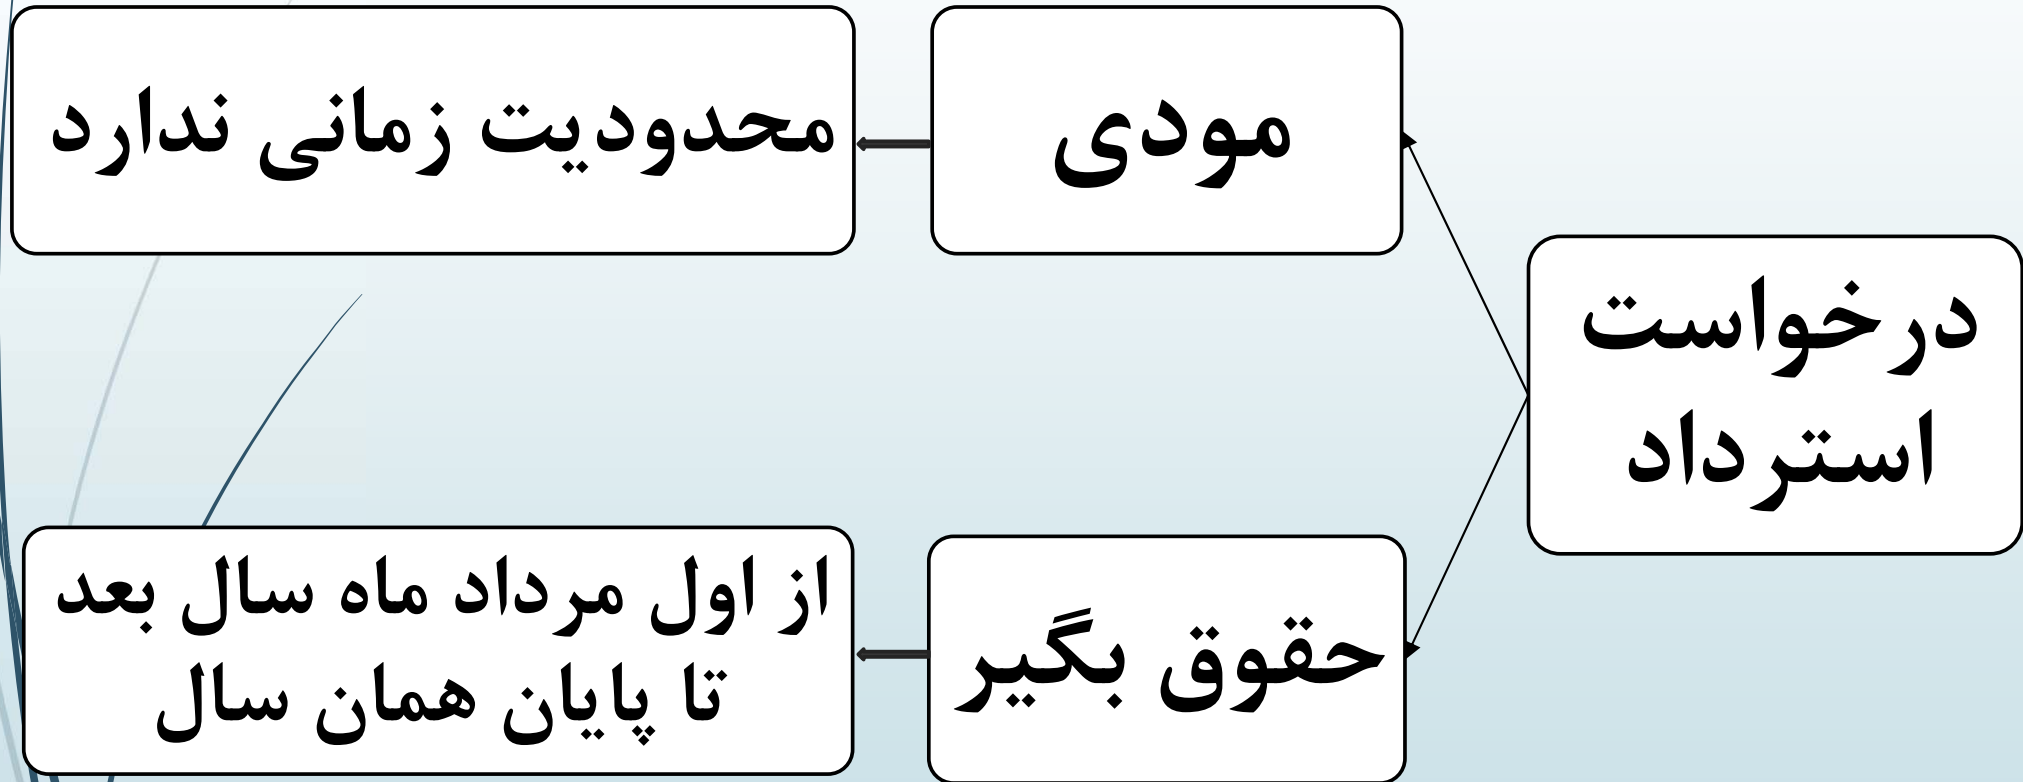 درخواست
استرداد
مودی
محدودیت زمانی ندارد
حقوق بگیر
از اول مرداد ماه سال بعد
تا پایان همان سال